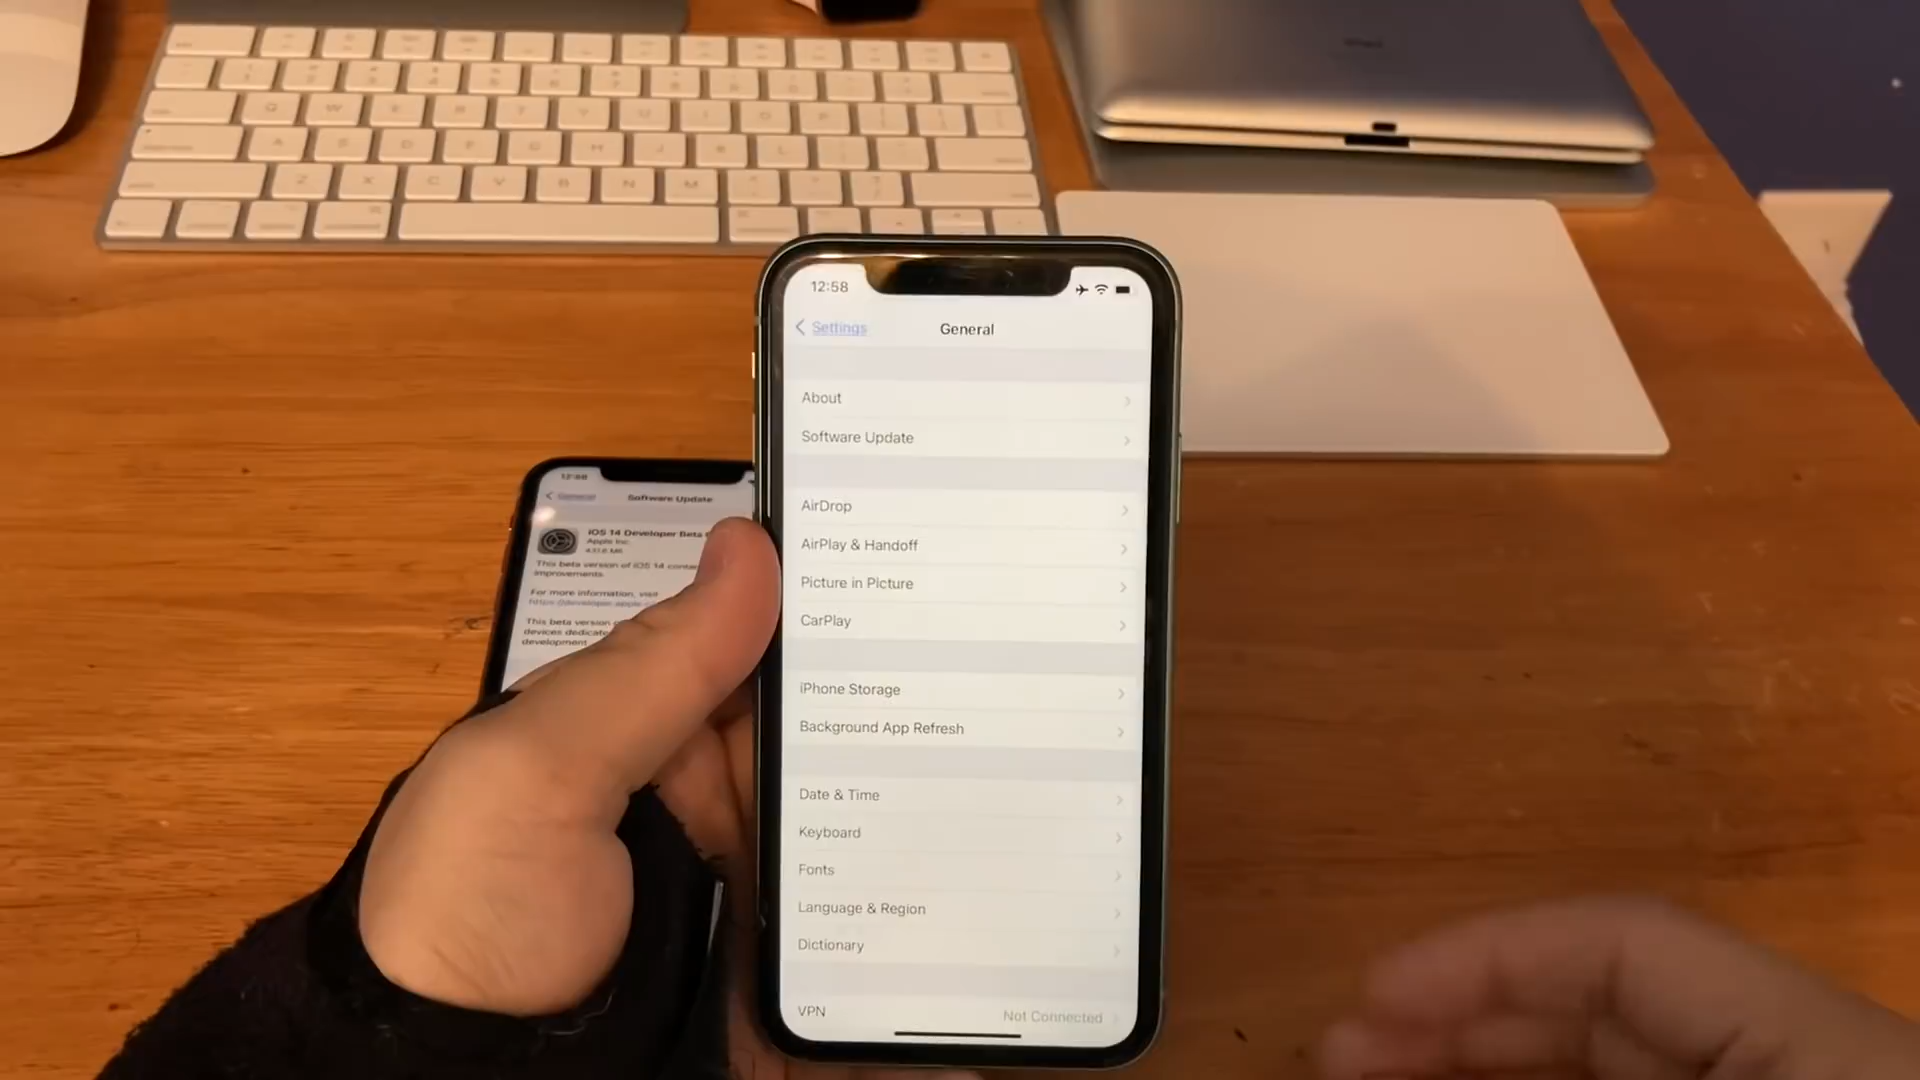 12:58
Settings
General
About
Software Update
AirDrop
AirPlay & Handoff
Picture in Picture
CarPlay
iPhone Storage
Background App Refresh
Date & Time
Keyboard
Fonts
Language & Region
Dictionary
VPN
Not Connected
12:58
General
Software Update
iOS 14 Developer Beta
Apple Inc.
This beta version of iOS 14
improvements.
For more information, visit
This beta version
development